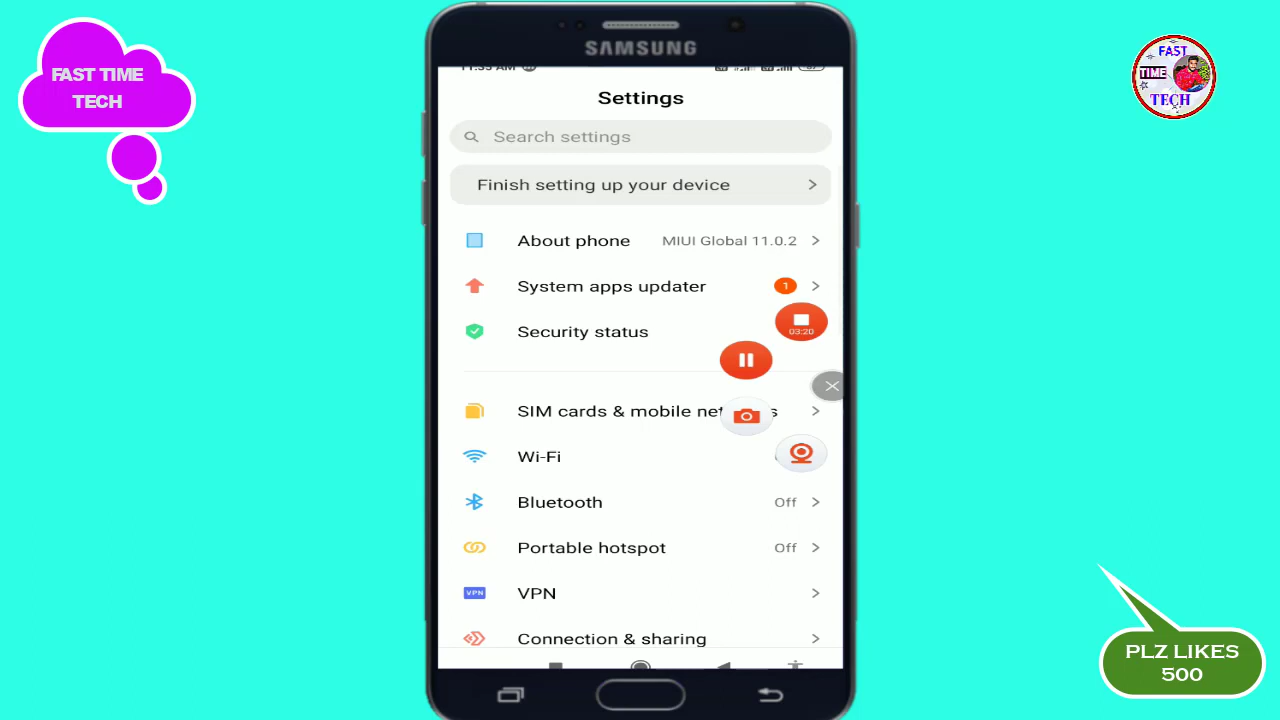 FAST TIME
TECH
SAMSUNG
FAST
TIME
TECH
Settings
Search settings
Finish setting up your device
About phone MIUI Global 11.0.2
System apps updater 1
Security status
03:20
SIM cards & mobile
Wi-Fi
Bluetooth Off
Portable hotspot Off
VPN VPN
Connection & sharing
PLZ LIKES
500